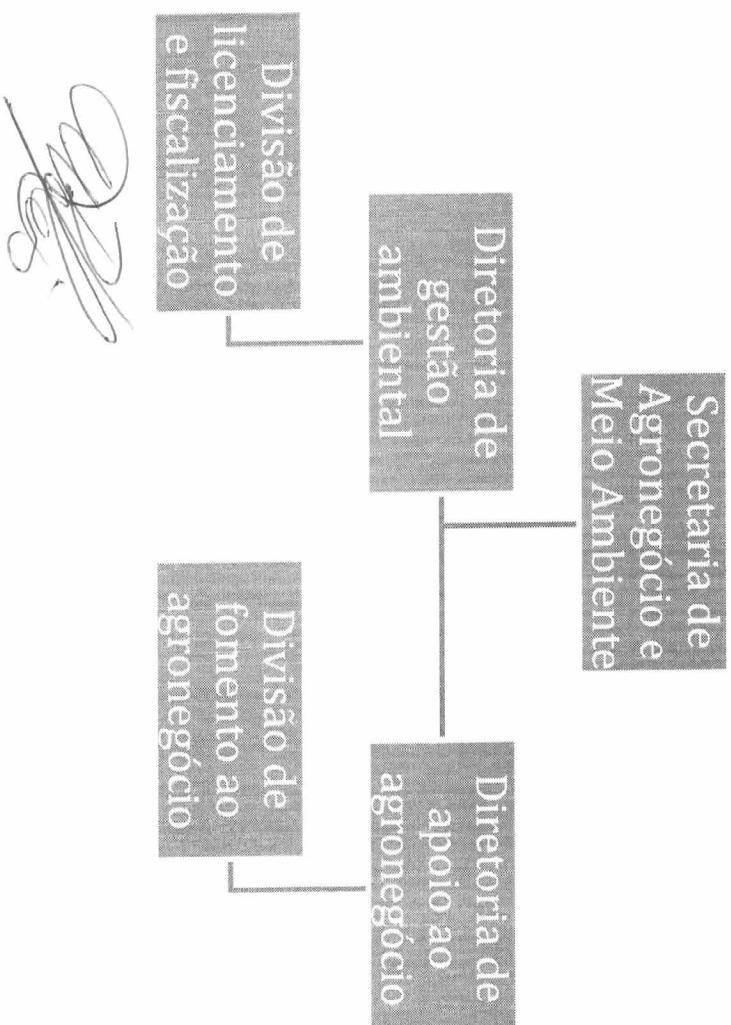 Secretaria de
Agronegócio e
Meio Ambiente
Diretoria de
gestão
ambiental
Diretoria de
apoio ao
agronegócio
Divisão de
licenciamento
e fiscalização
Divisão de
fomento ao
agronegócio